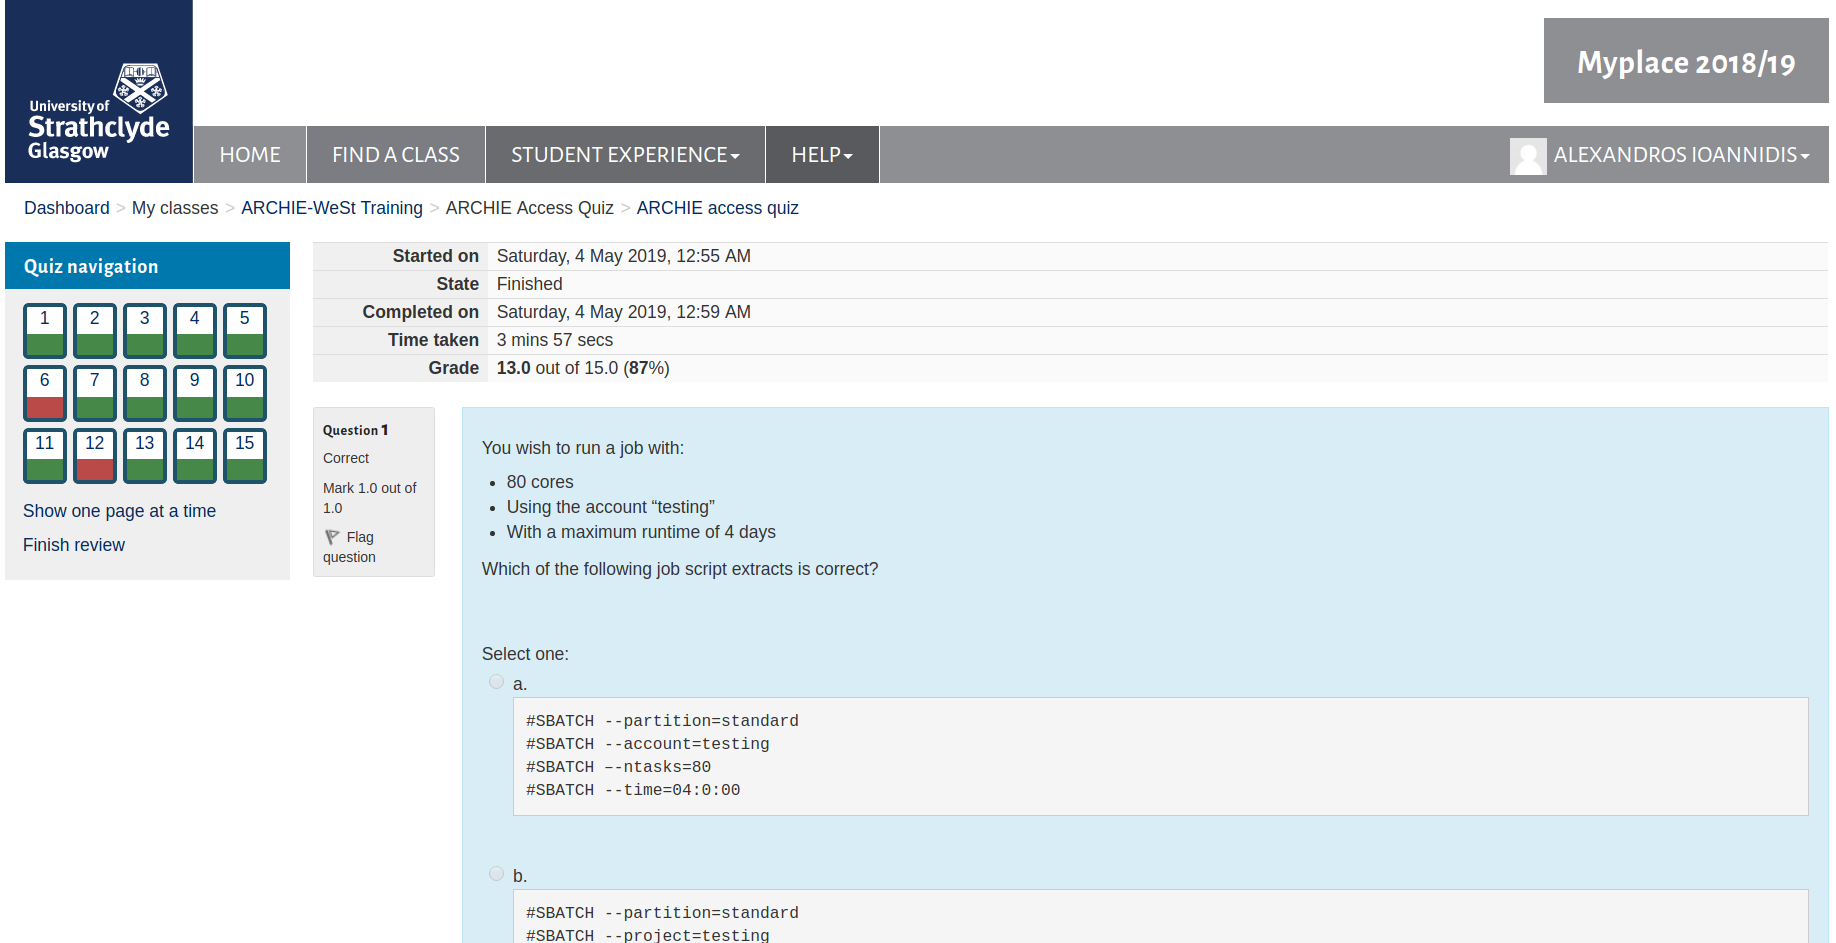 University of
Strathclyde
Glasgow
Myplace 2018/19
HOME
FIND A CLASS
STUDENT EXPERIENCE
HELP
ALEXANDROS IOANNIDIS
Dashboard > My classes > ARCHIE-WeSt Training > ARCHIE Access Quiz > ARCHIE access quiz
Quiz navigation
1 2 3 4 5
6 7 8 9 10
11 12 13 14 15
Show one page at a time
Finish review
Started on Saturday, 4 May 2019, 12:55 AM
State Finished
Completed on Saturday, 4 May 2019, 12:59 AM
Time taken 3 mins 57 secs
Grade 13.0 out of 15.0 (87%)
Question 1
Correct
Mark 1.0 out of
1.0
Flag
question
You wish to run a job with:
• 80 cores
• Using the account “testing”
• With a maximum runtime of 4 days
Which of the following job script extracts is correct?
Select one:
a.
#SBATCH --partition=standard
#SBATCH --account=testing
#SBATCH –-ntasks=80
#SBATCH --time=04:0:00
b.
#SBATCH --partition=standard
#SBATCH --project=testing